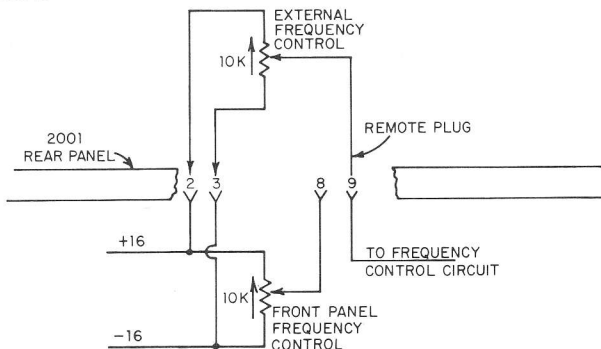 EXTERNAL
FREQUENCY
CONTROL
10K
2001
REAR PANEL
REMOTE PLUG
2 3 8 9
+16
TO FREQUENCY
CONTROL CIRCUIT
10K
FRONT PANEL
FREQUENCY
CONTROL
-16